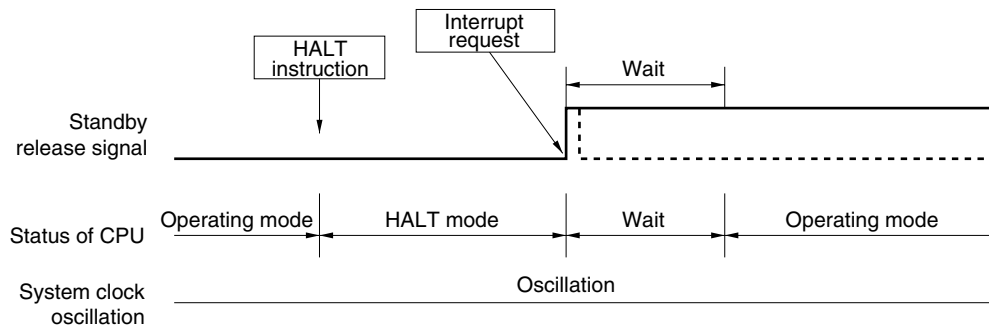 Interrupt
request
HALT
instruction
Wait
Standby
release signal
Operating mode
HALT mode
Wait
Operating mode
Status of CPU
Oscillation
System clock
oscillation